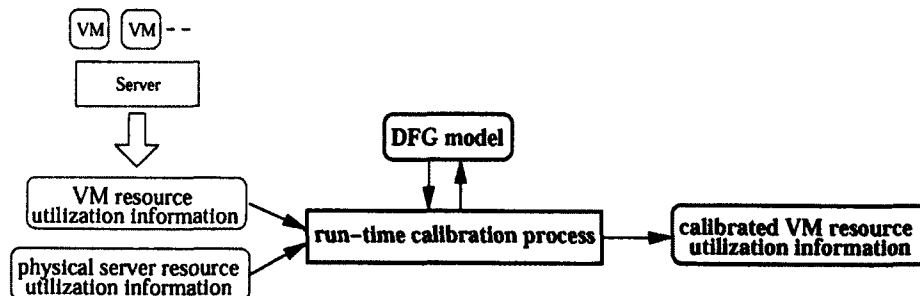 VM VM --
Server
DFG model
VM resource
utilization information
run-time calibration process
calibrated VM resource
utilization information
physical server resource
utilization information